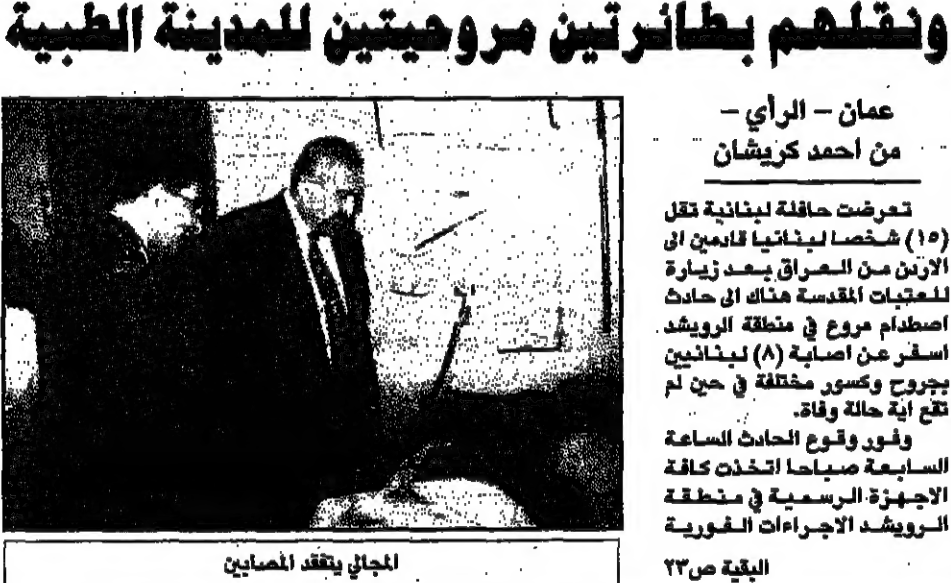 ونقلهم بطائرتين مروحيتين للمدينة الطبية
عمان - الرأي -
من احمد كريشان
تعرضت حافلة لبنانية تقل
(١٥) شخصا لبنانيا قادمين الى
الاردن من العراق بعد زيارة
للعتبات المقدسة هناك الى حادث
اصطدام مروع في منطقة الرويشد
اسفر عن اصابة (٨) لبنانيين
بجروح وكسور مختلفة في حين لم
تقع اية حالة وفاة.
وفور وقوع الحادث الساعة
السابعة صباحا اتخذت كافة
الاجهزة الرسمية في منطقة
الرويشد الاجراءات الفورية
البقية ص٢٣
المجالي يتفقد المصابين